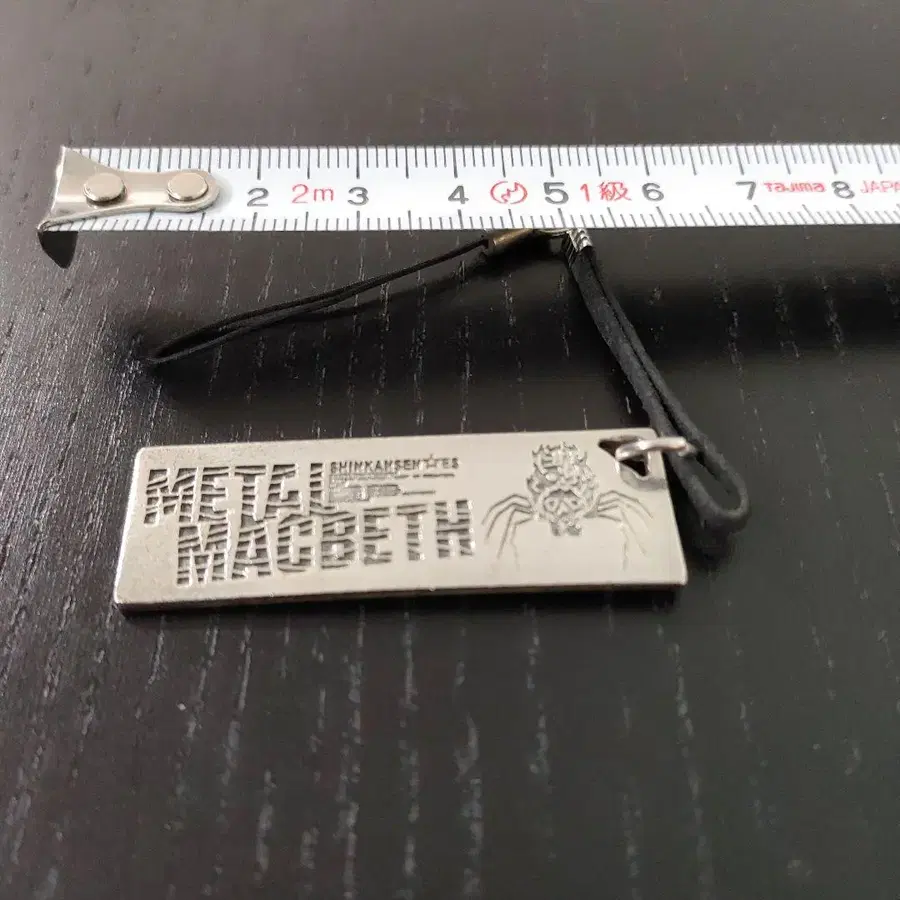 2 2m 3 4 5 1級 6 7 Tajima 8 JAPA
METAL
SHINKANSEN☆RS
MACBETH